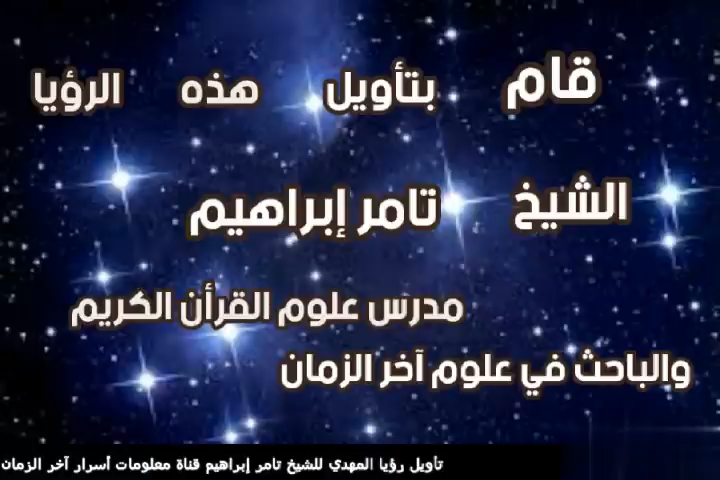 قام بتأويل هذه الرؤيا
الشيخ تامر إبراهيم
مدرس علوم القرأن الكريم
والباحث في علوم آخر الزمان
تأويل رؤيا المهدي للشيخ تامر إبراهيم قناة معلومات أسرار آخر الزمان